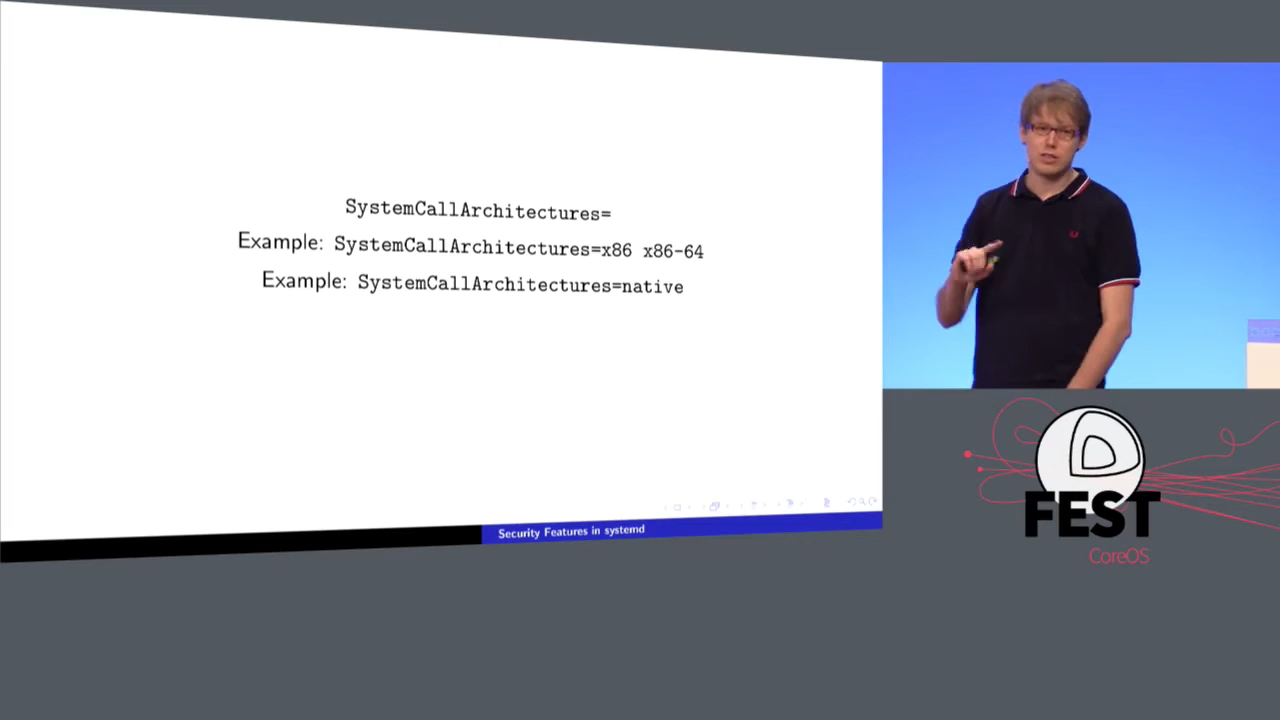 SystemCallArchitectures=
Example: SystemCallArchitectures=x86 x86-64
Example: SystemCallArchitectures=native
Security Features in systemd
FEST
CoreOS